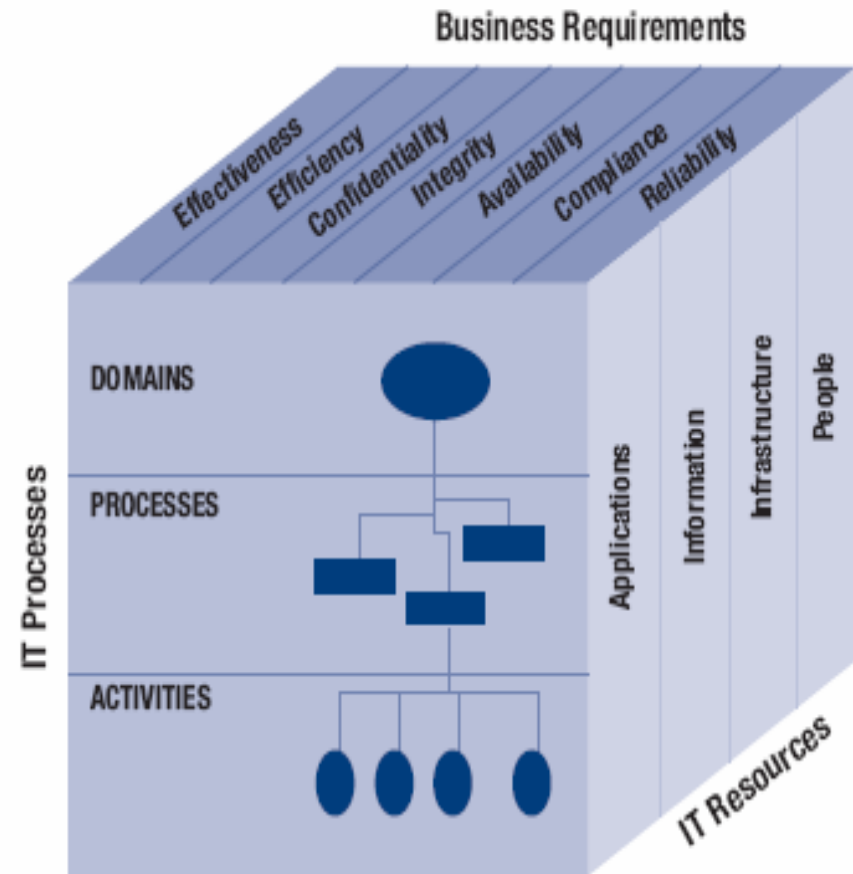 Business Requirements
Effectiveness
Efficiency
Confidentiality
Integrity
Availability
Compliance
Reliability
IT Processes
DOMAINS
PROCESSES
ACTIVITIES
Applications
Information
Infrastructure
People
IT Resources